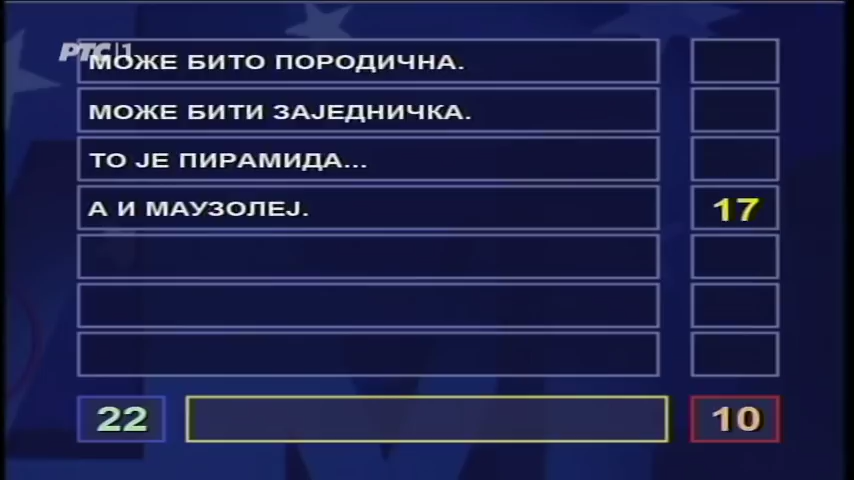 РТС 1
МОЖЕ БИТО ПОРОДИЧНА.
МОЖЕ БИТИ ЗАЈЕДНИЧКА.
ТО ЈЕ ПИРАМИДА...
А И МАУЗОЛЕЈ. 17
22 10